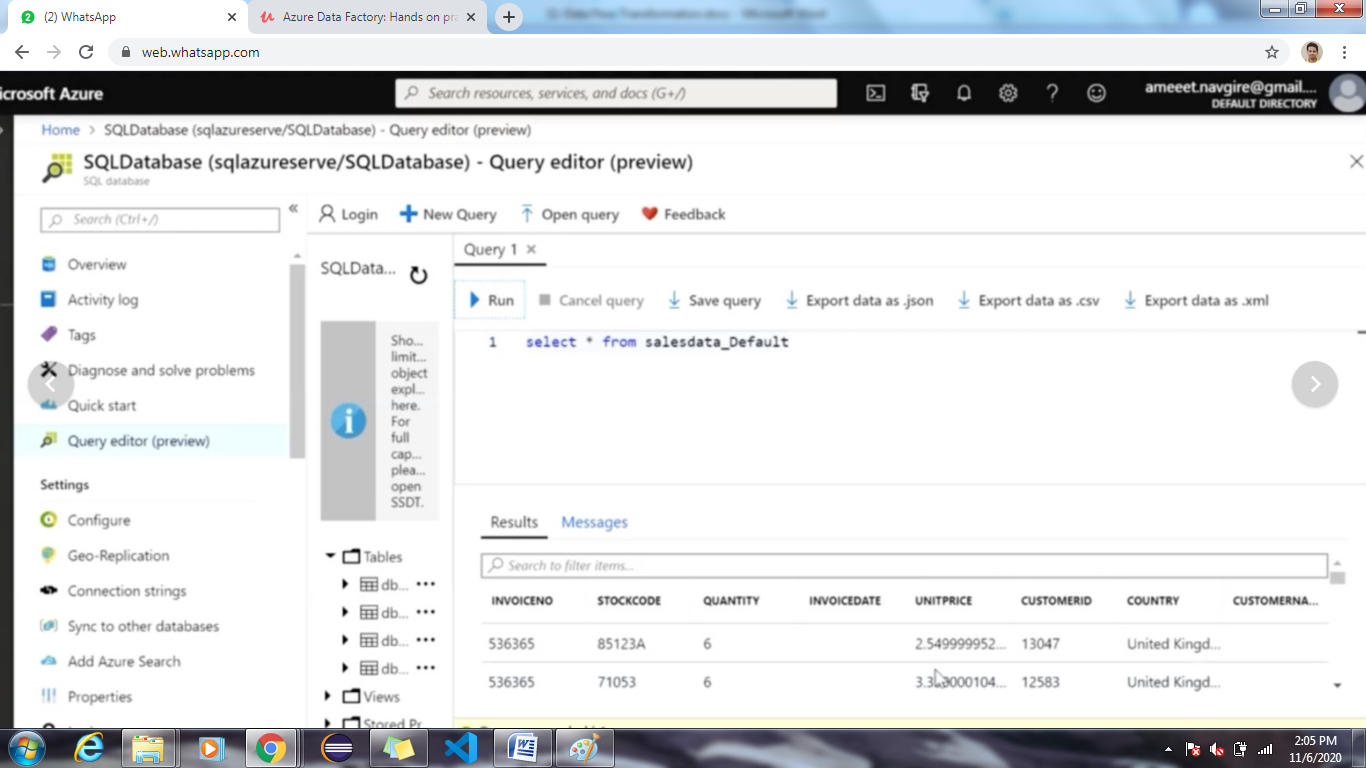 (2) WhatsApp
Azure Data Factory: Hands on pra
web.whatsapp.com
icrosoft Azure
Search resources, services, and docs (G+/)
ameeet.navgire@gmail....
DEFAULT DIRECTORY
Home > SQLDatabase (sqlazureserve/SQLDatabase) - Query editor (preview)
SQLDatabase (sqlazureserve/SQLDatabase) - Query editor (preview)
SQL database
Search (Ctrl+/)
Overview
Activity log
Tags
Diagnose and solve problems
Quick start
Query editor (preview)
Settings
Configure
Geo-Replication
Connection strings
Sync to other databases
Add Azure Search
Properties
Login
New Query
Open query
Feedback
SQLData...
Sho...
limit...
object
expl...
here.
For
full
cap...
plea...
open
SSDT.
Tables
db...
db...
db...
db...
Views
Stored Pr
Query 1
Run
Cancel query
Save query
Export data as .json
Export data as .csv
Export data as .xml
1 select * from salesdata_Default
Results
Messages
Search to filter items...
INVOICENO STOCKCODE QUANTITY INVOICEDATE UNITPRICE CUSTOMERID COUNTRY CUSTOMERNA...
536365 85123A 6 2.549999952... 13047 United Kingd...
536365 71053 6 12583 United Kingd...
2:05 PM
11/6/2020